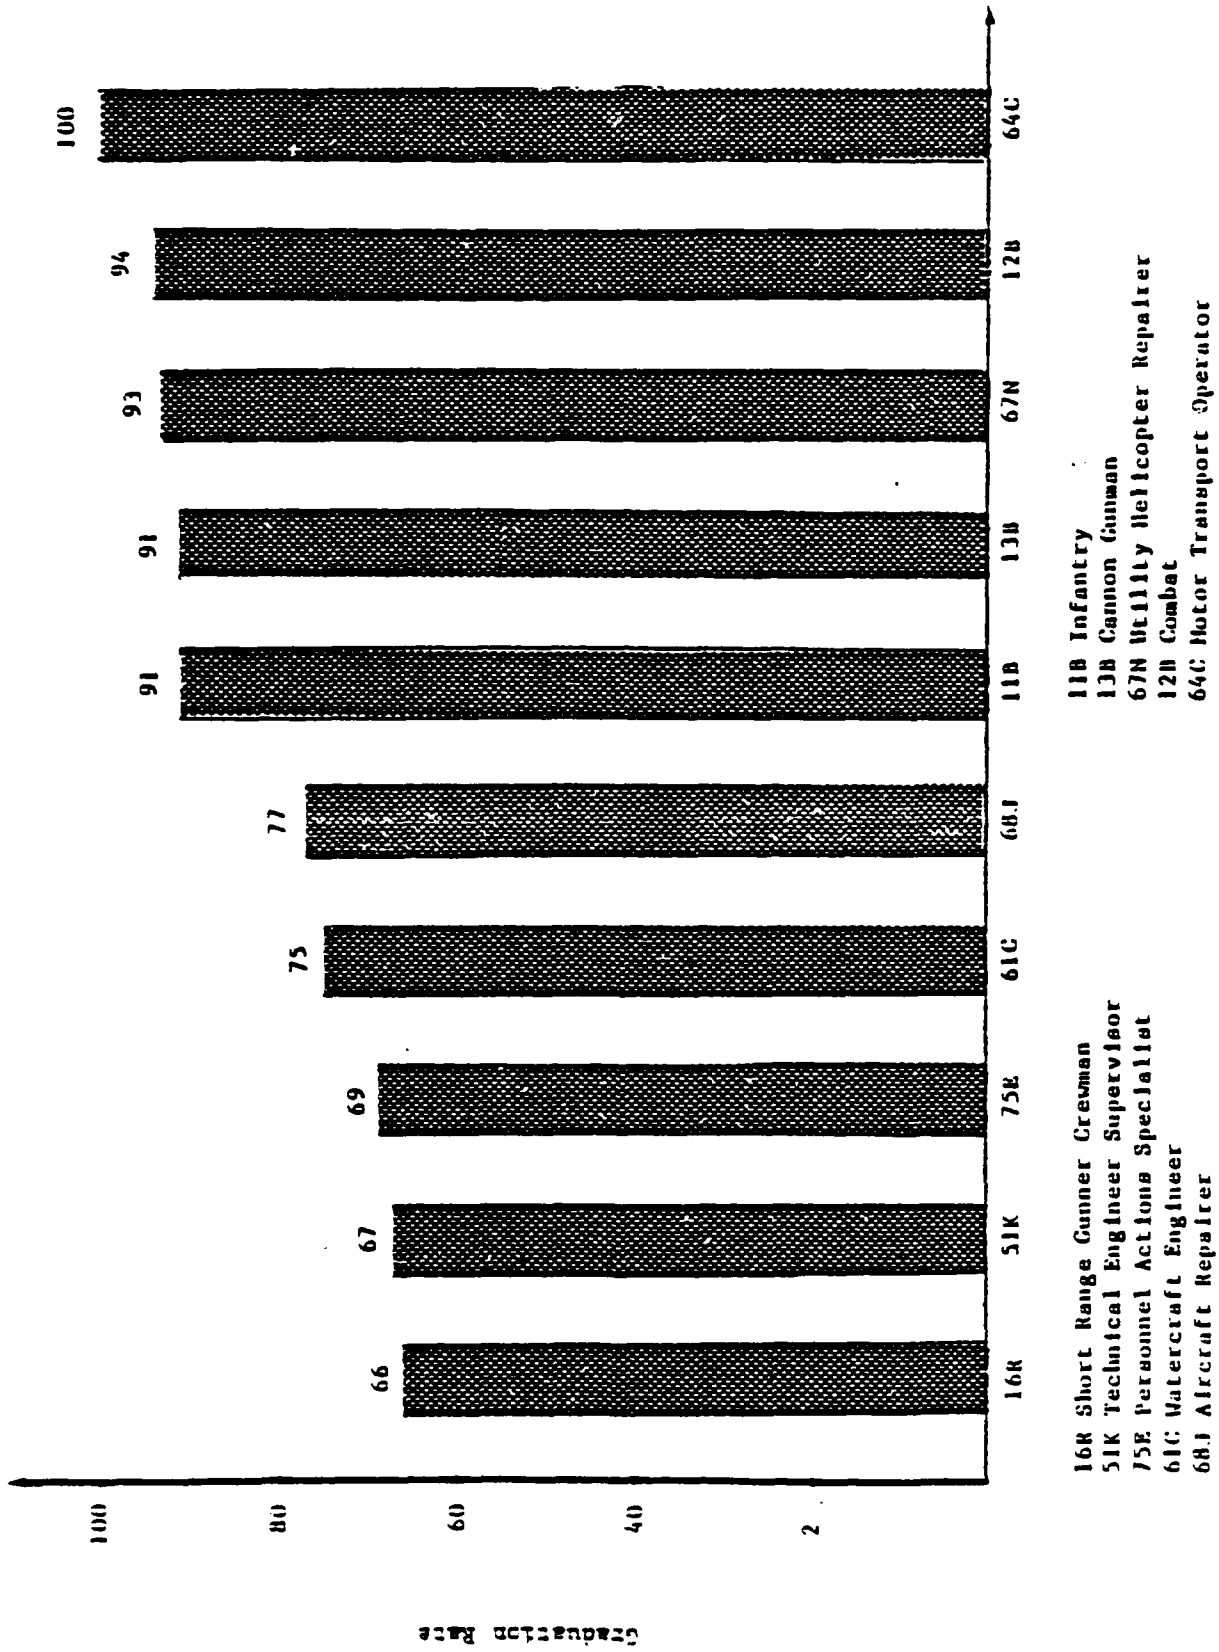 Graduation Rate
100
80
60
40
2
66
67
69
75
77
91
91
93
94
100
16R
51K
75E
61C
68J
11B
13B
67N
12B
64C
16R Short Range Gunner Crewman
51K Technical Engineer Supervisor
75E Personnel Actions Specialist
61C Watercraft Engineer
68J Aircraft Repairer
11B Infantry
13B Cannon Gunman
67N Utility Helicopter Repairer
12B Combat
64C Motor Transport Operator